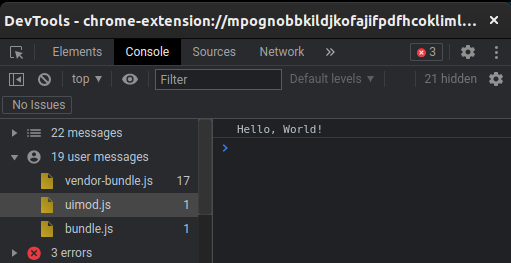 DevTools - chrome-extension://mpognobbkildjkofajifpdfhcokliml...
Elements Console Sources Network » 3
top Filter Default levels 21 hidden
No Issues
22 messages
Hello, World!
19 user messages
vendor-bundle.js 17
uimod.js 1
bundle.js 1
3 errors